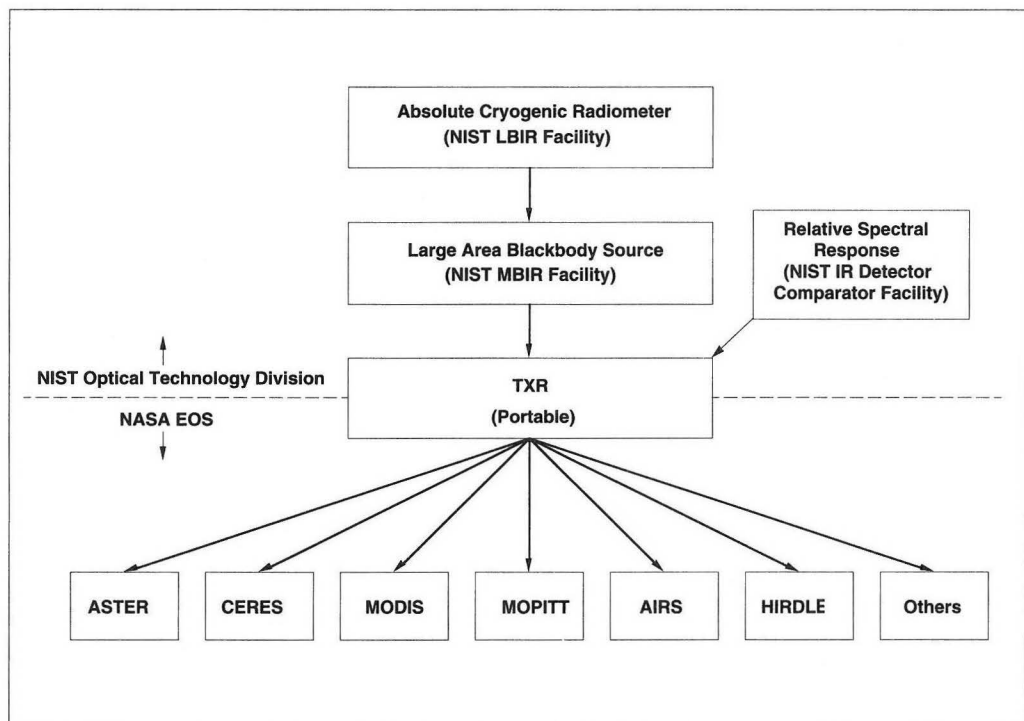 Absolute Cryogenic Radiometer
(NIST LBIR Facility)
Large Area Blackbody Source
(NIST MBIR Facility)
Relative Spectral
Response
(NIST IR Detector
Comparator Facility)
NIST Optical Technology Division
NASA EOS
TXR
(Portable)
ASTER
CERES
MODIS
MOPITT
AIRS
HIRDLE
Others